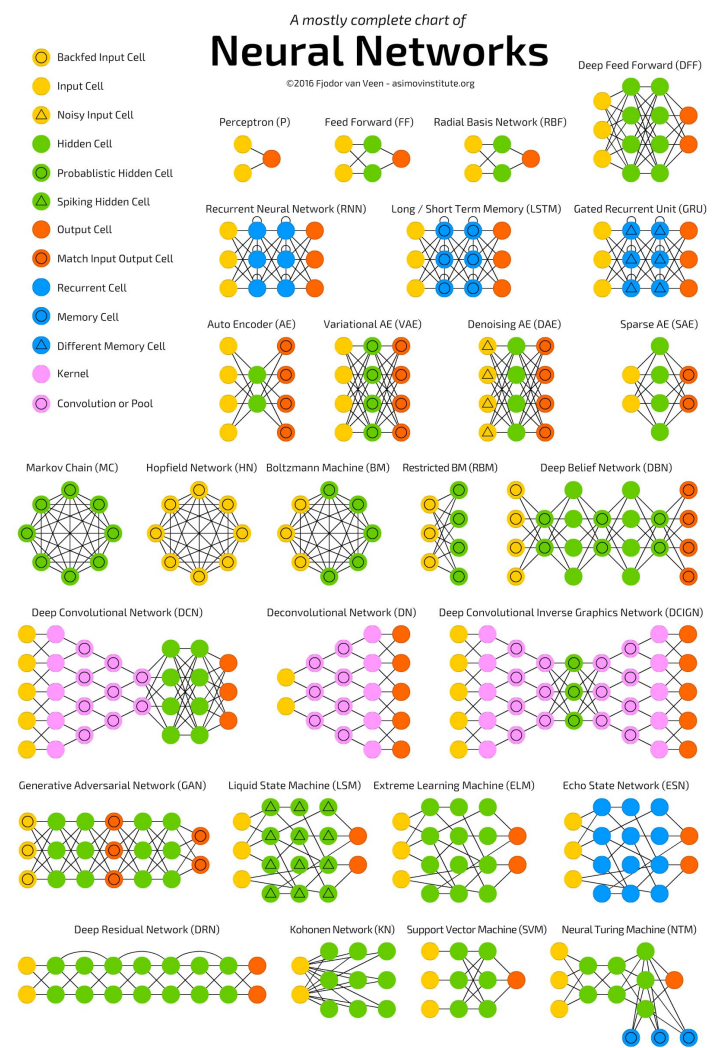 A mostly complete chart of
Neural Networks
©2016 Fjodor van Veen - asimovinstitute.org
Backfed Input Cell
Input Cell
Noisy Input Cell
Hidden Cell
Probablistic Hidden Cell
Spiking Hidden Cell
Output Cell
Match Input Output Cell
Recurrent Cell
Memory Cell
Different Memory Cell
Kernel
Convolution or Pool
Deep Feed Forward (DFF)
Perceptron (P)
Feed Forward (FF)
Radial Basis Network (RBF)
Recurrent Neural Network (RNN)
Long / Short Term Memory (LSTM)
Gated Recurrent Unit (GRU)
Auto Encoder (AE)
Variational AE (VAE)
Denoising AE (DAE)
Sparse AE (SAE)
Markov Chain (MC)
Hopfield Network (HN)
Boltzmann Machine (BM)
Restricted BM (RBM)
Deep Belief Network (DBN)
Deep Convolutional Network (DCN)
Deconvolutional Network (DN)
Deep Convolutional Inverse Graphics Network (DCIGN)
Generative Adversarial Network (GAN)
Liquid State Machine (LSM)
Extreme Learning Machine (ELM)
Echo State Network (ESN)
Deep Residual Network (DRN)
Kohonen Network (KN)
Support Vector Machine (SVM)
Neural Turing Machine (NTM)